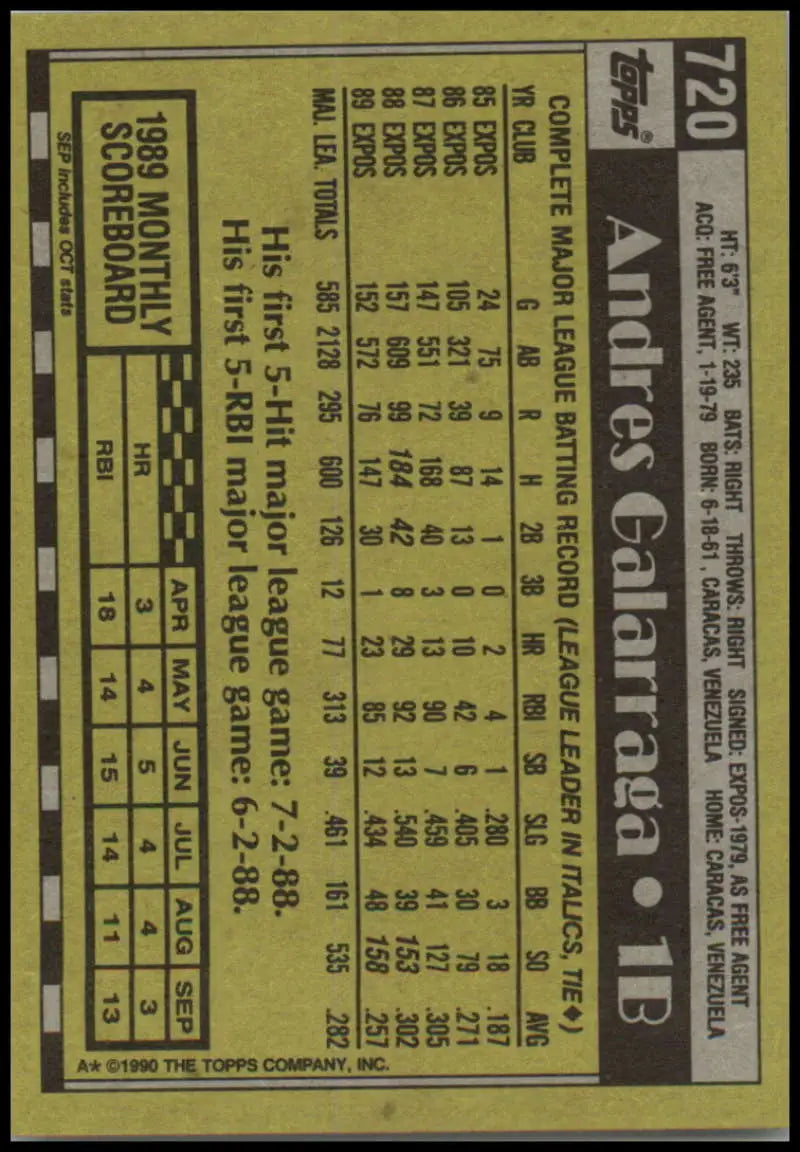 720
HT: 6'3" WT: 235 BATS: RIGHT THROWS: RIGHT SIGNED: EXPOS-1979, AS FREE AGENT
ACQ: FREE AGENT, 1-19-79 BORN: 6-18-61, CARACAS, VENEZUELA HOME: CARACAS, VENEZUELA
TOPPS®
Andres Galarraga • 1B
COMPLETE MAJOR LEAGUE BATTING RECORD (LEAGUE LEADER IN ITALICS, TIE♦)
YR CLUB G AB R H 2B 3B HR RBI SB SLG BB SO AVG
85 EXPOS 24 75 9 14 1 0 2 4 1 .280 3 18 .187
86 EXPOS 105 321 39 87 13 0 10 42 6 .405 30 79 .271
87 EXPOS 147 551 72 168 40 3 13 90 7 .459 41 127 .305
88 EXPOS 157 609 99 184 42 8 29 92 13 .540 39 153 .302
89 EXPOS 152 572 76 147 30 1 23 85 12 .434 48 158 .257
MAJ. LEA. TOTALS 585 2128 295 600 126 12 77 313 39 .461 161 535 .282
His first 5-Hit major league game: 7-2-88.
His first 5-RBI major league game: 6-2-88.
1989 MONTHLY
SCOREBOARD
APR MAY JUN JUL AUG SEP
HR 3 4 5 4 4 3
RBI 18 14 15 14 11 13
SEP includes OCT stats
A* ©1990 THE TOPPS COMPANY, INC.